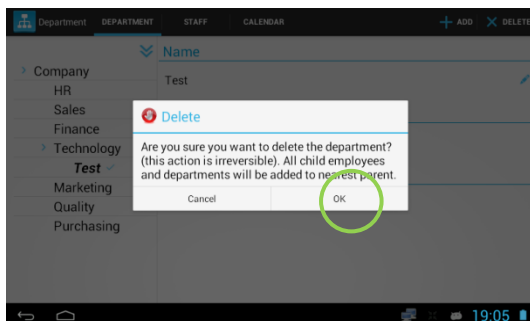 Department DEPARTMENT STAFF CALENDAR ADD DELETE
Name
Company
Test
HR
Sales
Finance
Technology
Test
Marketing
Quality
Purchasing
Delete
Are you sure you want to delete the department?
(this action is irreversible). All child employees
and departments will be added to nearest parent.
Cancel OK
19:05